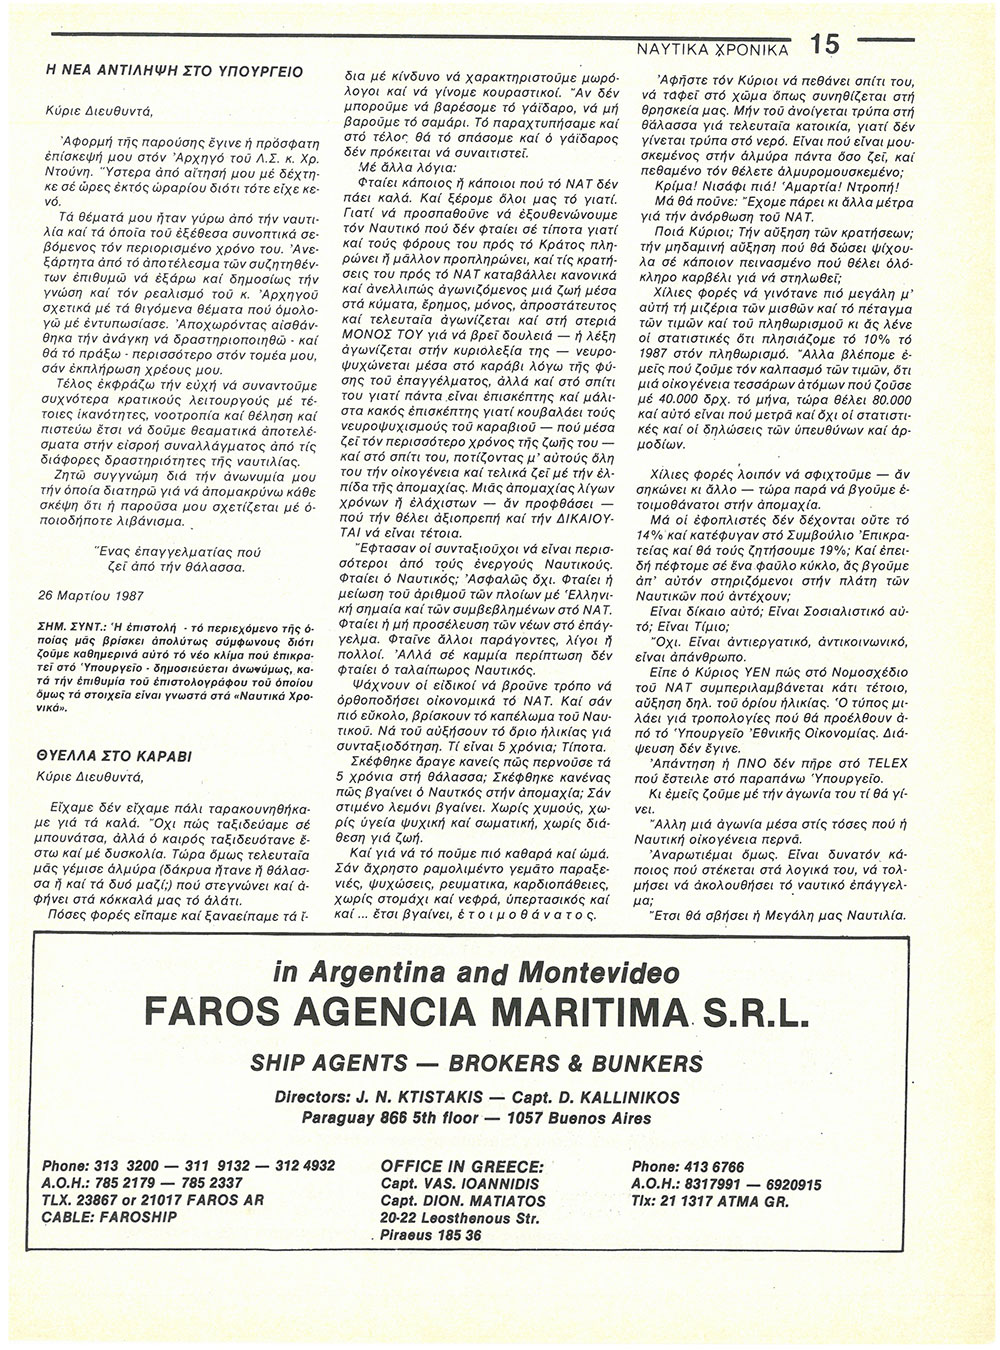 ΝΑΥΤΙΚΑ ΧΡΟΝΙΚΑ 15
Η ΝΕΑ ΑΝΤΙΛΗΨΗ ΣΤΟ ΥΠΟΥΡΓΕΙΟ
Κύριε Διευθυντά,
Ἀφορμή τῆς παρούσης ἔγινε ἡ πρόσφατη
ἐπίσκεψή μου στόν Ἀρχηγό τοῦ Λ.Σ. κ. Χρ.
Ντούνη. Ὕστερα ἀπό αἴτησή μου μέ δέχτη-
κε σέ ὧρες ἐκτός ὡραρίου διότι τότε εἶχε κε-
νό.
Τά θέματά μου ἦταν γύρω ἀπό τήν ναυτι-
λία καί τά ὁποῖα τοῦ ἐξέθεσα συνοπτικά σε-
βόμενος τόν περιορισμένο χρόνο του. Ἀνε-
ξάρτητα ἀπό τό ἀποτέλεσμα τῶν συζητηθέν-
των ἐπιθυμῶ νά ἐξάρω καί δημοσίως τήν
γνώση καί τόν ρεαλισμό τοῦ κ. Ἀρχηγοῦ
σχετικά μέ τά θιγόμενα θέματα πού ὁμολο-
γῶ μέ ἐντυπωσίασε. Ἀποχωρόντας αἰσθάν-
θηκα τήν ἀνάγκη νά δραστηριοποιηθῶ - καί
θά τό πράξω - περισσότερο στόν τομέα μου,
σάν ἐκπλήρωση χρέους μου.
Τέλος ἐκφράζω τήν εὐχή νά συναντοῦμε
συχνότερα κρατικούς λειτουργούς μέ τέ-
τοιες ἱκανότητες, νοοτροπία καί θέληση καί
πιστεύω ἔτσι νά δοῦμε θεαματικά ἀποτελέ-
σματα στήν εἰσροή συναλλάγματος ἀπό τίς
διάφορες δραστηριότητες τῆς ναυτιλίας.
Ζητῶ συγγνώμη διά τήν ἀνωνυμία μου
τήν ὁποία διατηρῶ γιά νά ἀπομακρύνω κάθε
σκέψη ὅτι ἡ παροῦσα μου σχετίζεται μέ ὁ-
ποιοδήποτε λιβάνισμα.
Ἕνας ἐπαγγελματίας πού
ζεῖ ἀπό τήν θάλασσα.
26 Μαρτίου 1987
ΣΗΜ. ΣΥΝΤ.: Ἡ ἐπιστολή - τό περιεχόμενο τῆς ὁ-
ποίας μᾶς βρίσκει ἀπολύτως σύμφωνους διότι
ζοῦμε καθημερινά αὐτό τό νέο κλίμα πού ἐπικρα-
τεῖ στό Ὑπουργεῖο - δημοσιεύεται ἀνωνύμως, κα-
τά τήν ἐπιθυμία τοῦ ἐπιστολογράφου τοῦ ὁποίου
ὅμως τά στοιχεῖα εἶναι γνωστά στά «Ναυτικά Χρο-
νικά».
ΘΥΕΛΛΑ ΣΤΟ ΚΑΡΑΒΙ
Κύριε Διευθυντά,
Εἴχαμε δέν εἴχαμε πάλι ταρακουνηθήκα-
με γιά τά καλά. Ὄχι πώς ταξιδεύαμε σέ
μπουνάτσα, ἀλλά ὁ καιρός ταξιδευότανε ἔ-
στω καί μέ δυσκολία. Τώρα ὅμως τελευταῖα
μᾶς γέμισε ἁλμύρα (δάκρυα ἤτανε ἤ θάλασ-
σα ἤ καί τά δυό μαζί;) πού στεγνώνει καί ἀ-
φήνει στά κόκκαλά μας τό ἁλάτι.
Πόσες φορές εἴπαμε καί ξαναείπαμε τά ἴ-
δια μέ κίνδυνο νά χαρακτηριστοῦμε μωρό-
λογοι καί νά γίνομε κουραστικοί. Ἄν δέν
μποροῦμε νά βαρέσομε τό γάϊδαρο, νά μή
βαροῦμε τό σαμάρι. Τό παραχτυπήσαμε καί
στό τέλος θά τό σπάσομε καί ὁ γάϊδαρος
δέν πρόκειται νά συναιτιστεῖ.
Μέ ἄλλα λόγια:
Φταίει κάποιος ἤ κάποιοι πού τό ΝΑΤ δέν
πάει καλά. Καί ξέρομε ὅλοι μας τό γιατί.
Γιατί νά προσπαθοῦνε νά ἐξουθενώνουμε
τόν Ναυτικό πού δέν φταίει σέ τίποτα γιατί
καί τούς φόρους του πρός τό Κράτος πλη-
ρώνει ἤ μᾶλλον προπληρώνει, καί τίς κρατή-
σεις του πρός τό ΝΑΤ καταβάλλει κανονικά
καί ἀνελλιπῶς ἀγωνιζόμενος μιά ζωή μέσα
στά κύματα, ἔρημος, μόνος, ἀπροστάτευτος
καί τελευταῖα ἀγωνίζεται καί στή στεριά
ΜΟΝΟΣ ΤΟΥ γιά νά βρεῖ δουλειά — ἡ λέξη
ἀγωνίζεται στήν κυριολεξία της — νευρο-
ψυχώνεται μέσα στό καράβι λόγω τῆς φύ-
σης τοῦ ἐπαγγέλματος, ἀλλά καί στό σπίτι
του γιατί πάντα εἶναι ἐπισκέπτης καί μάλι-
στα κακός ἐπισκέπτης γιατί κουβαλάει τούς
νευροψυχισμούς τοῦ καραβιοῦ — πού μέσα
ζεῖ τόν περισσότερο χρόνος τῆς ζωῆς του —
καί στό σπίτι του, ποτίζοντας μ' αὐτούς ὅλη
του τήν οἰκογένεια καί τελικά ζεῖ μέ τήν ἐλ-
πίδα τῆς ἀπομαχίας. Μιᾶς ἀπομαχίας λίγων
χρόνων ἤ ἐλάχιστων — ἄν προφθάσει —
πού τήν θέλει ἀξιοπρεπή καί τήν ΔΙΚΑΙΟΥ-
ΤΑΙ νά εἶναι τέτοια.
Ἔφτασαν οἱ συνταξιοῦχοι νά εἶναι περισ-
σότεροι ἀπό τούς ἐνεργούς Ναυτικούς.
Φταίει ὁ Ναυτικός; Ἀσφαλῶς ὄχι. Φταίει ἡ
μείωση τοῦ ἀριθμοῦ τῶν πλοίων μέ Ἑλληνι-
κή σημαία καί τῶν συμβεβλημένων στό ΝΑΤ.
Φταίει ἡ μή προσέλευση τῶν νέων στό ἐπάγ-
γελμα. Φταῖνε ἄλλοι παράγοντες, λίγοι ἤ
πολλοί. Ἀλλά σέ καμμία περίπτωση δέν
φταίει ὁ ταλαίπωρος Ναυτικός.
Ψάχνουν οἱ εἰδικοί νά βροῦνε τρόπο νά
ὀρθοποδήσει οἰκονομικά τό ΝΑΤ. Καί σάν
πιό εὔκολο, βρίσκουν τό καπέλωμα τοῦ Ναυ-
τικοῦ. Νά τοῦ αὐξήσουν τό ὅριο ἡλικίας γιά
συνταξιοδότηση. Τί εἶναι 5 χρόνια; Τίποτα.
Σκέφθηκε ἄραγε κανείς πῶς περνοῦσε τά
5 χρόνια στή θάλασσα; Σκέφθηκε κανένας
πῶς βγαίνει ὁ Ναυτκός στήν ἀπομαχία; Σάν
στιμένο λεμόνι βγαίνει. Χωρίς χυμούς, χω-
ρίς ὑγεία ψυχική καί σωματική, χωρίς διά-
θεση γιά ζωή.
Καί γιά νά τό ποῦμε πιό καθαρά καί ὠμά.
Σάν ἄχρηστο ραμολιμέντο γεμᾶτο παραξε-
νιές, ψυχώσεις, ρευματικα, καρδιοπάθειες,
χωρίς στομάχι καί νεφρά, ὑπερτασικός καί
καί ... ἔτσι βγαίνει, ἑ τ ο ι μ ο θ ά ν α τ ο ς.
Ἀφῆστε τόν Κύριοι νά πεθάνει σπίτι του,
νά ταφεῖ στό χῶμα ὅπως συνηθίζεται στή
θρησκεία μας. Μήν τοῦ ἀνοίγεται τρύπα στή
θάλασσα γιά τελευταία κατοικία, γιατί δέν
γίνεται τρύπα στό νερό. Εἶναι πού εἶναι μου-
σκεμένος στήν ἁλμύρα πάντα ὅσο ζεῖ, καί
πεθαμένο τόν θέλετε ἁλμυρομουσκεμένο;
Κρίμα! Νισάφι πιά! Ἁμαρτία! Ντροπή!
Μά θά ποῦνε: Ἔχομε πάρει κι ἄλλα μέτρα
γιά τήν ἀνόρθωση τοῦ ΝΑΤ.
Ποιά Κύριοι; Τήν αὔξηση τῶν κρατήσεων;
τήν μηδαμινή αὔξηση πού θά δώσει ψίχου-
λα σέ κάποιον πεινασμένο πού θέλει ὁλό-
κληρο καρβέλι γιά νά στηλωθεῖ;
Χίλιες φορές νά γινότανε πιό μεγάλη μ'
αὐτή τή μιζέρια τῶν μισθῶν καί τό πέταγμα
τῶν τιμῶν καί τοῦ πληθωρισμοῦ κι ἄς λένε
οἱ στατιστικές ὅτι πλησιάζομε τό 10% τό
1987 στόν πληθωρισμό. Ἄλλα βλέπομε ἐ-
μεῖς πού ζοῦμε τόν καλπασμό τῶν τιμῶν, ὅτι
μιά οἰκογένεια τεσσάρων ἀτόμων πού ζοῦσε
μέ 40.000 δρχ. τό μήνα, τώρα θέλει 80.000
καί αὐτό εἶναι πού μετρᾶ καί ὄχι οἱ στατιστι-
κές καί οἱ δηλώσεις τῶν ὑπευθύνων καί ἁρ-
μοδίων.
Χίλιες φορές λοιπόν νά σφιχτοῦμε — ἄν
σηκώνει κι ἄλλο — τώρα παρά νά βγοῦμε ἑ-
τοιμοθάνατοι στήν ἀπομαχία.
Μά οἱ ἐφοπλιστές δέν δέχονται οὔτε τό
14% καί κατέφυγαν στό Συμβούλιο Ἐπικρα-
τείας καί θά τούς ζητήσουμε 19%; Καί ἐπει-
δή πέφτομε σέ ἕνα φαῦλο κύκλο, ἄς βγοῦμε
ἀπ' αὐτόν στηριζόμενοι στήν πλάτη τῶν
Ναυτικῶν πού ἀντέχουν;
Εἶναι δίκαιο αὐτό; Εἶναι Σοσιαλιστικό αὐ-
τό; Εἶναι Τίμιο;
Ὄχι. Εἶναι ἀντιεργατικό, ἀντικοινωνικό,
εἶναι ἀπάνθρωπο.
Εἶπε ὁ Κύριος ΥΕΝ πώς στό Νομοσχέδιο
τοῦ ΝΑΤ συμπεριλαμβάνεται κάτι τέτοιο,
αὔξηση δηλ. τοῦ ὁρίου ἡλικίας. Ὁ τύπος μι-
λάει γιά τροπολογίες πού θά προέλθουν ἀ-
πό τό Ὑπουργεῖο Ἐθνικῆς Οἰκονομίας. Διά-
ψευση δέν ἔγινε.
Ἀπάντηση ἡ ΠΝΟ δέν πῆρε στό TELEX
πού ἔστειλε στό παραπάνω Ὑπουργεῖο.
Κι ἐμεῖς ζοῦμε μέ τήν ἀγωνία του τί θά γί-
νει.
Ἄλλη μιά ἀγωνία μέσα στίς τόσες πού ἡ
Ναυτική οἰκογένεια περνᾶ.
Ἀναρωτιέμαι ὅμως. Εἶναι δυνατόν κά-
ποιος πού στέκεται στά λογικά του, νά τολ-
μήσει νά ἀκολουθήσει τό ναυτικό ἐπάγγελ-
μα;
Ἔτσι θά σβήσει ἡ Μεγάλη μας Ναυτιλία.
in Argentina and Montevideo
FAROS AGENCIA MARITIMA S.R.L.
SHIP AGENTS — BROKERS & BUNKERS
Directors: J. N. KTISTAKIS — Capt. D. KALLINIKOS
Paraguay 866 5th floor — 1057 Buenos Aires
Phone: 313 3200 — 311 9132 — 312 4932
A.O.H.: 785 2179 — 785 2337
TLX. 23867 or 21017 FAROS AR
CABLE: FAROSHIP
OFFICE IN GREECE:
Capt. VAS. IOANNIDIS
Capt. DION. MATIATOS
20-22 Leosthenous Str.
Piraeus 185 36
Phone: 413 6766
A.O.H.: 8317991 — 6920915
Tlx: 21 1317 ATMA GR.